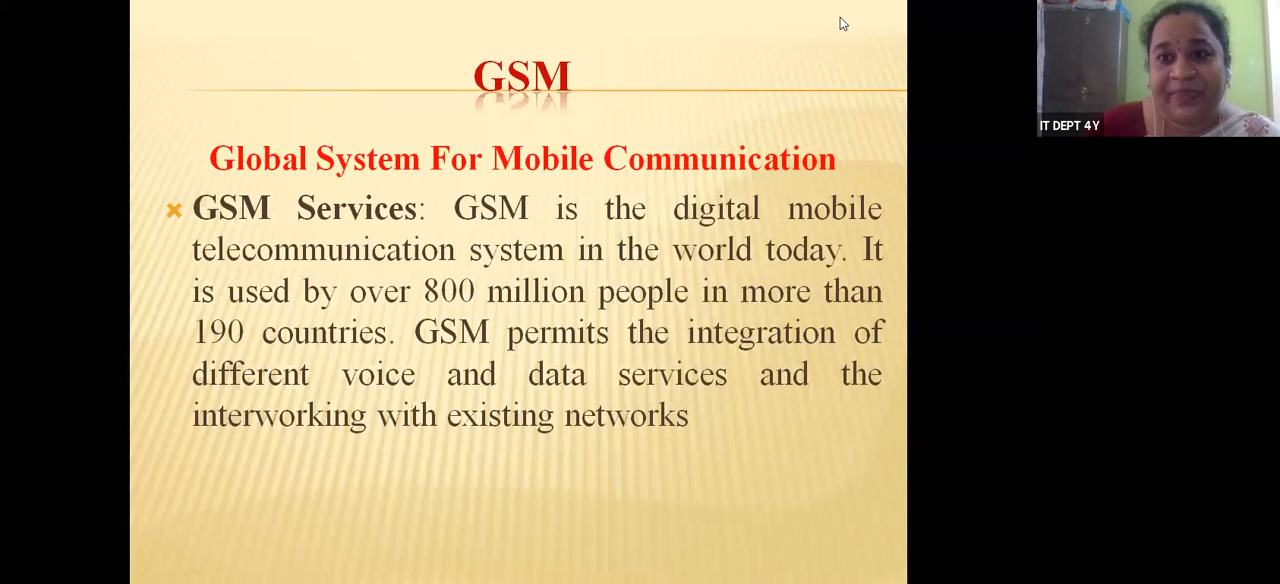 GSM
Global System For Mobile Communication
GSM Services: GSM is the digital mobile
telecommunication system in the world today. It
is used by over 800 million people in more than
190 countries. GSM permits the integration of
different voice and data services and the
interworking with existing networks
IT DEPT 4Y